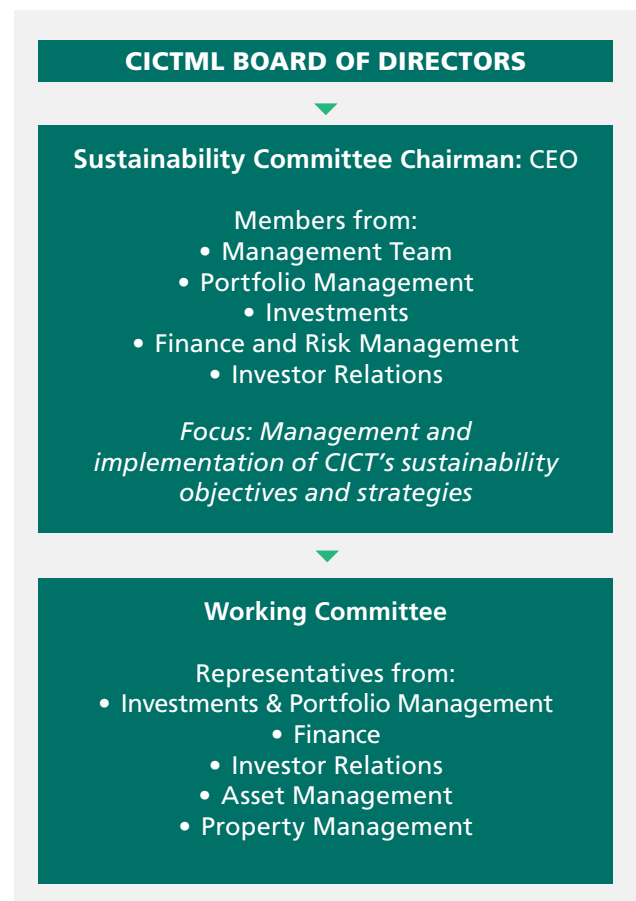 CICTML BOARD OF DIRECTORS
Sustainability Committee Chairman: CEO
Members from:
• Management Team
• Portfolio Management
• Investments
• Finance and Risk Management
• Investor Relations
Focus: Management and
implementation of CICT’s sustainability
objectives and strategies
Working Committee
Representatives from:
• Investments & Portfolio Management
• Finance
• Investor Relations
• Asset Management
• Property Management